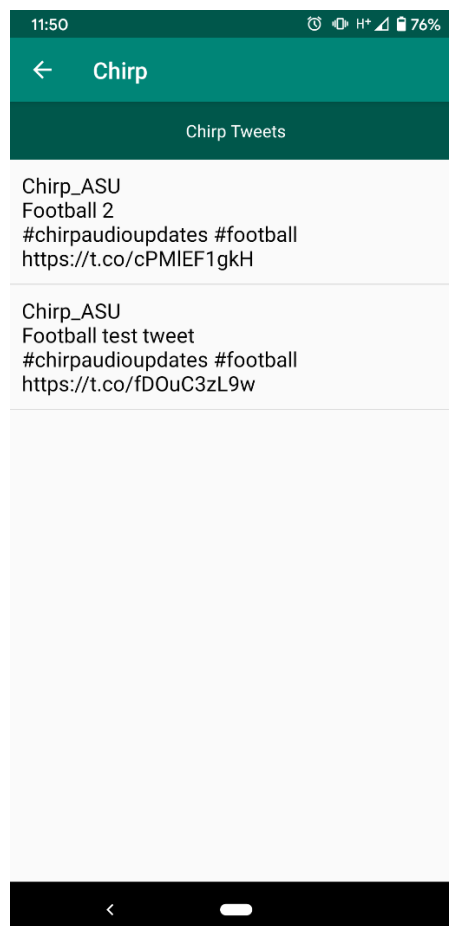 11:50 H+ 76%
Chirp
Chirp Tweets
Chirp_ASU
Football 2
#chirpaudioupdates #football
https://t.co/cPMlEF1gkH
Chirp_ASU
Football test tweet
#chirpaudioupdates #football
https://t.co/fDOuC3zL9w